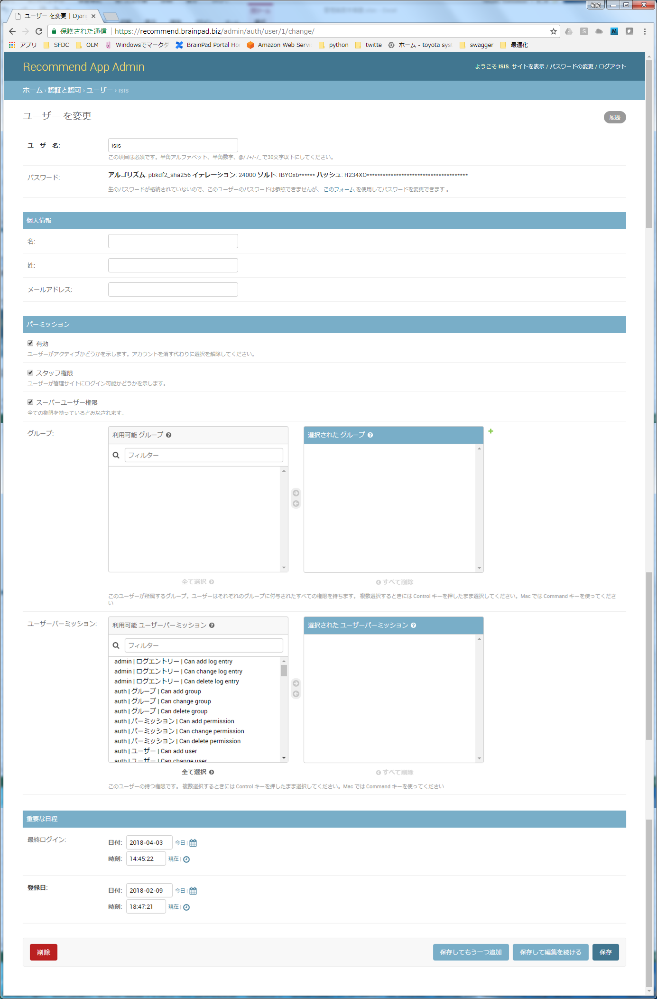 知紀
ユーザー を変更 | Djan
保護された通信 | https://recommend.brainpad.biz/admin/auth/user/1/change/
アプリ SFDC OLM Windowsでマークダ BrainPad Portal Ho Amazon Web Servi python twitte ホーム - toyota syst swagger 最適化
Recommend App Admin
ようこそ ISIS. サイトを表示 / パスワードの変更 / ログアウト
ホーム › 認証と認可 › ユーザー › isis
ユーザー を変更
履歴
ユーザー名: isis
この項目は必須です。半角アルファベット、半角数字、@/./+/-/_ で30文字以下にしてください。
パスワード: アルゴリズム: pbkdf2_sha256 イテレーション: 24000 ソルト: IBYOxb****** ハッシュ: R234XO**************************************
生のパスワードが格納されていないので、このユーザーのパスワードは参照できませんが、 このフォーム を使用してパスワードを変更できます 。
個人情報
名:
姓:
メールアドレス:
パーミッション
有効
ユーザーがアクティブかどうかを示します。アカウントを消す代わりに選択を解除してください。
スタッフ権限
ユーザーが管理サイトにログイン可能かどうかを示します。
スーパーユーザー権限
全ての権限を持っているとみなされます。
グループ:
利用可能 グループ
フィルター
全て選択
選択された グループ
すべて削除
このユーザーが所属するグループ。ユーザーはそれぞれのグループに付与されたすべての権限を持ちます。 複数選択するときには Control キーを押したまま選択してください。Mac では Command キーを使ってくださ
い
ユーザーパーミッション:
利用可能 ユーザーパーミッション
フィルター
admin | ログエントリー | Can add log entry
admin | ログエントリー | Can change log entry
admin | ログエントリー | Can delete log entry
auth | グループ | Can add group
auth | グループ | Can change group
auth | グループ | Can delete group
auth | パーミッション | Can add permission
auth | パーミッション | Can change permission
auth | パーミッション | Can delete permission
auth | ユーザー | Can add user
auth | ユーザー | Can change user
全て選択
選択された ユーザーパーミッション
すべて削除
このユーザーの持つ権限です。 複数選択するときには Control キーを押したまま選択してください。Mac では Command キーを使ってください
重要な日程
最終ログイン:
日付: 2018-04-03 今日 |
時刻: 14:45:22 現在 |
登録日:
日付: 2018-02-09 今日 |
時刻: 18:47:21 現在 |
削除
保存してもう一つ追加
保存して編集を続ける
保存